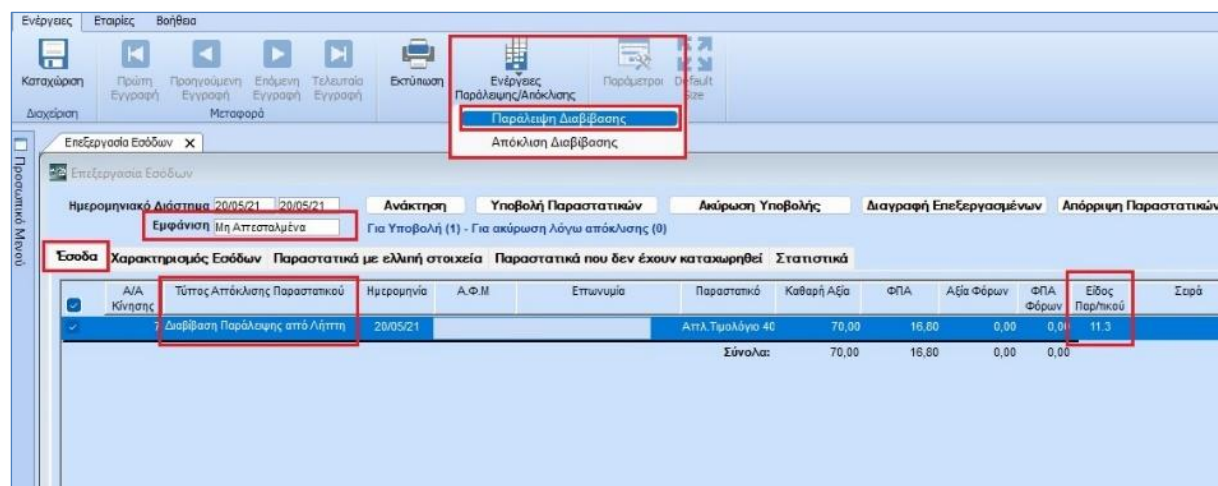 Ενέργειες Εταιρίες Βοήθεια
Καταχώριση Πρώτη Εγγραφή Προηγούμενη Εγγραφή Επόμενη Εγγραφή Τελευταία Εγγραφή Εκτύπωση Ενέργειες Παράλειψης/Απόκλισης Παράμετροι Default Size
Διαχείριση Μεταφορά
Παράλειψη Διαβίβασης
Απόκλιση Διαβίβασης
Προσωπικό Μενού
Επεξεργασία Εσόδων X
Επεξεργασία Εσόδων
Ημερομηνιακό Διάστημα 20/05/21 20/05/21 Ανάκτηση Υποβολή Παραστατικών Ακύρωση Υποβολής Διαγραφή Επεξεργασμένων Απόρριψη Παραστατικών
Εμφάνιση Μη Απεσταλμένα Για Υποβολή (1) - Για ακύρωση λόγω απόκλισης (0)
Έσοδα Χαρακτηρισμός Εσόδων Παραστατικά με ελλιπή στοιχεία Παραστατικά που δεν έχουν καταχωρηθεί Στατιστικά
Α/Α Κίνησης Τύπος Απόκλισης Παραστατικού Ημερομηνία Α.Φ.Μ Επωνυμία Παραστατικό Καθαρή Αξία ΦΠΑ Αξία Φόρων ΦΠΑ Φόρων Είδος Παρ/τικού Σειρά
7 Διαβίβαση Παράλειψης από Λήπτη 20/05/21 Απλ.Τιμολόγιο 40 70,00 16,80 0,00 0,00 11.3
Σύνολα: 70,00 16,80 0,00 0,00